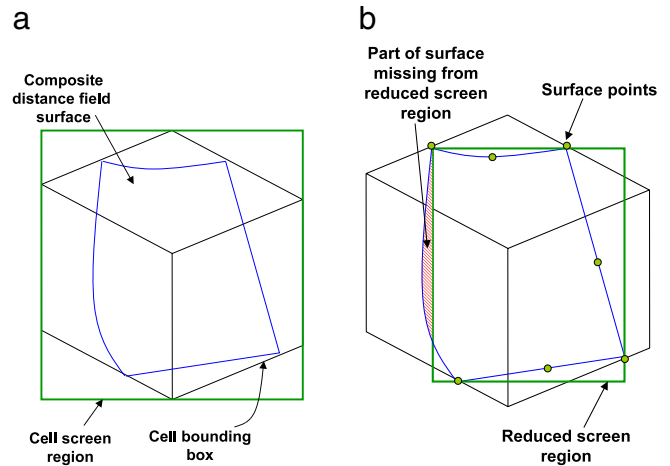 a
Composite
distance field
surface
Cell screen
region
Cell bounding
box
b
Part of surface
missing from
reduced screen
region
Surface points
Reduced screen
region